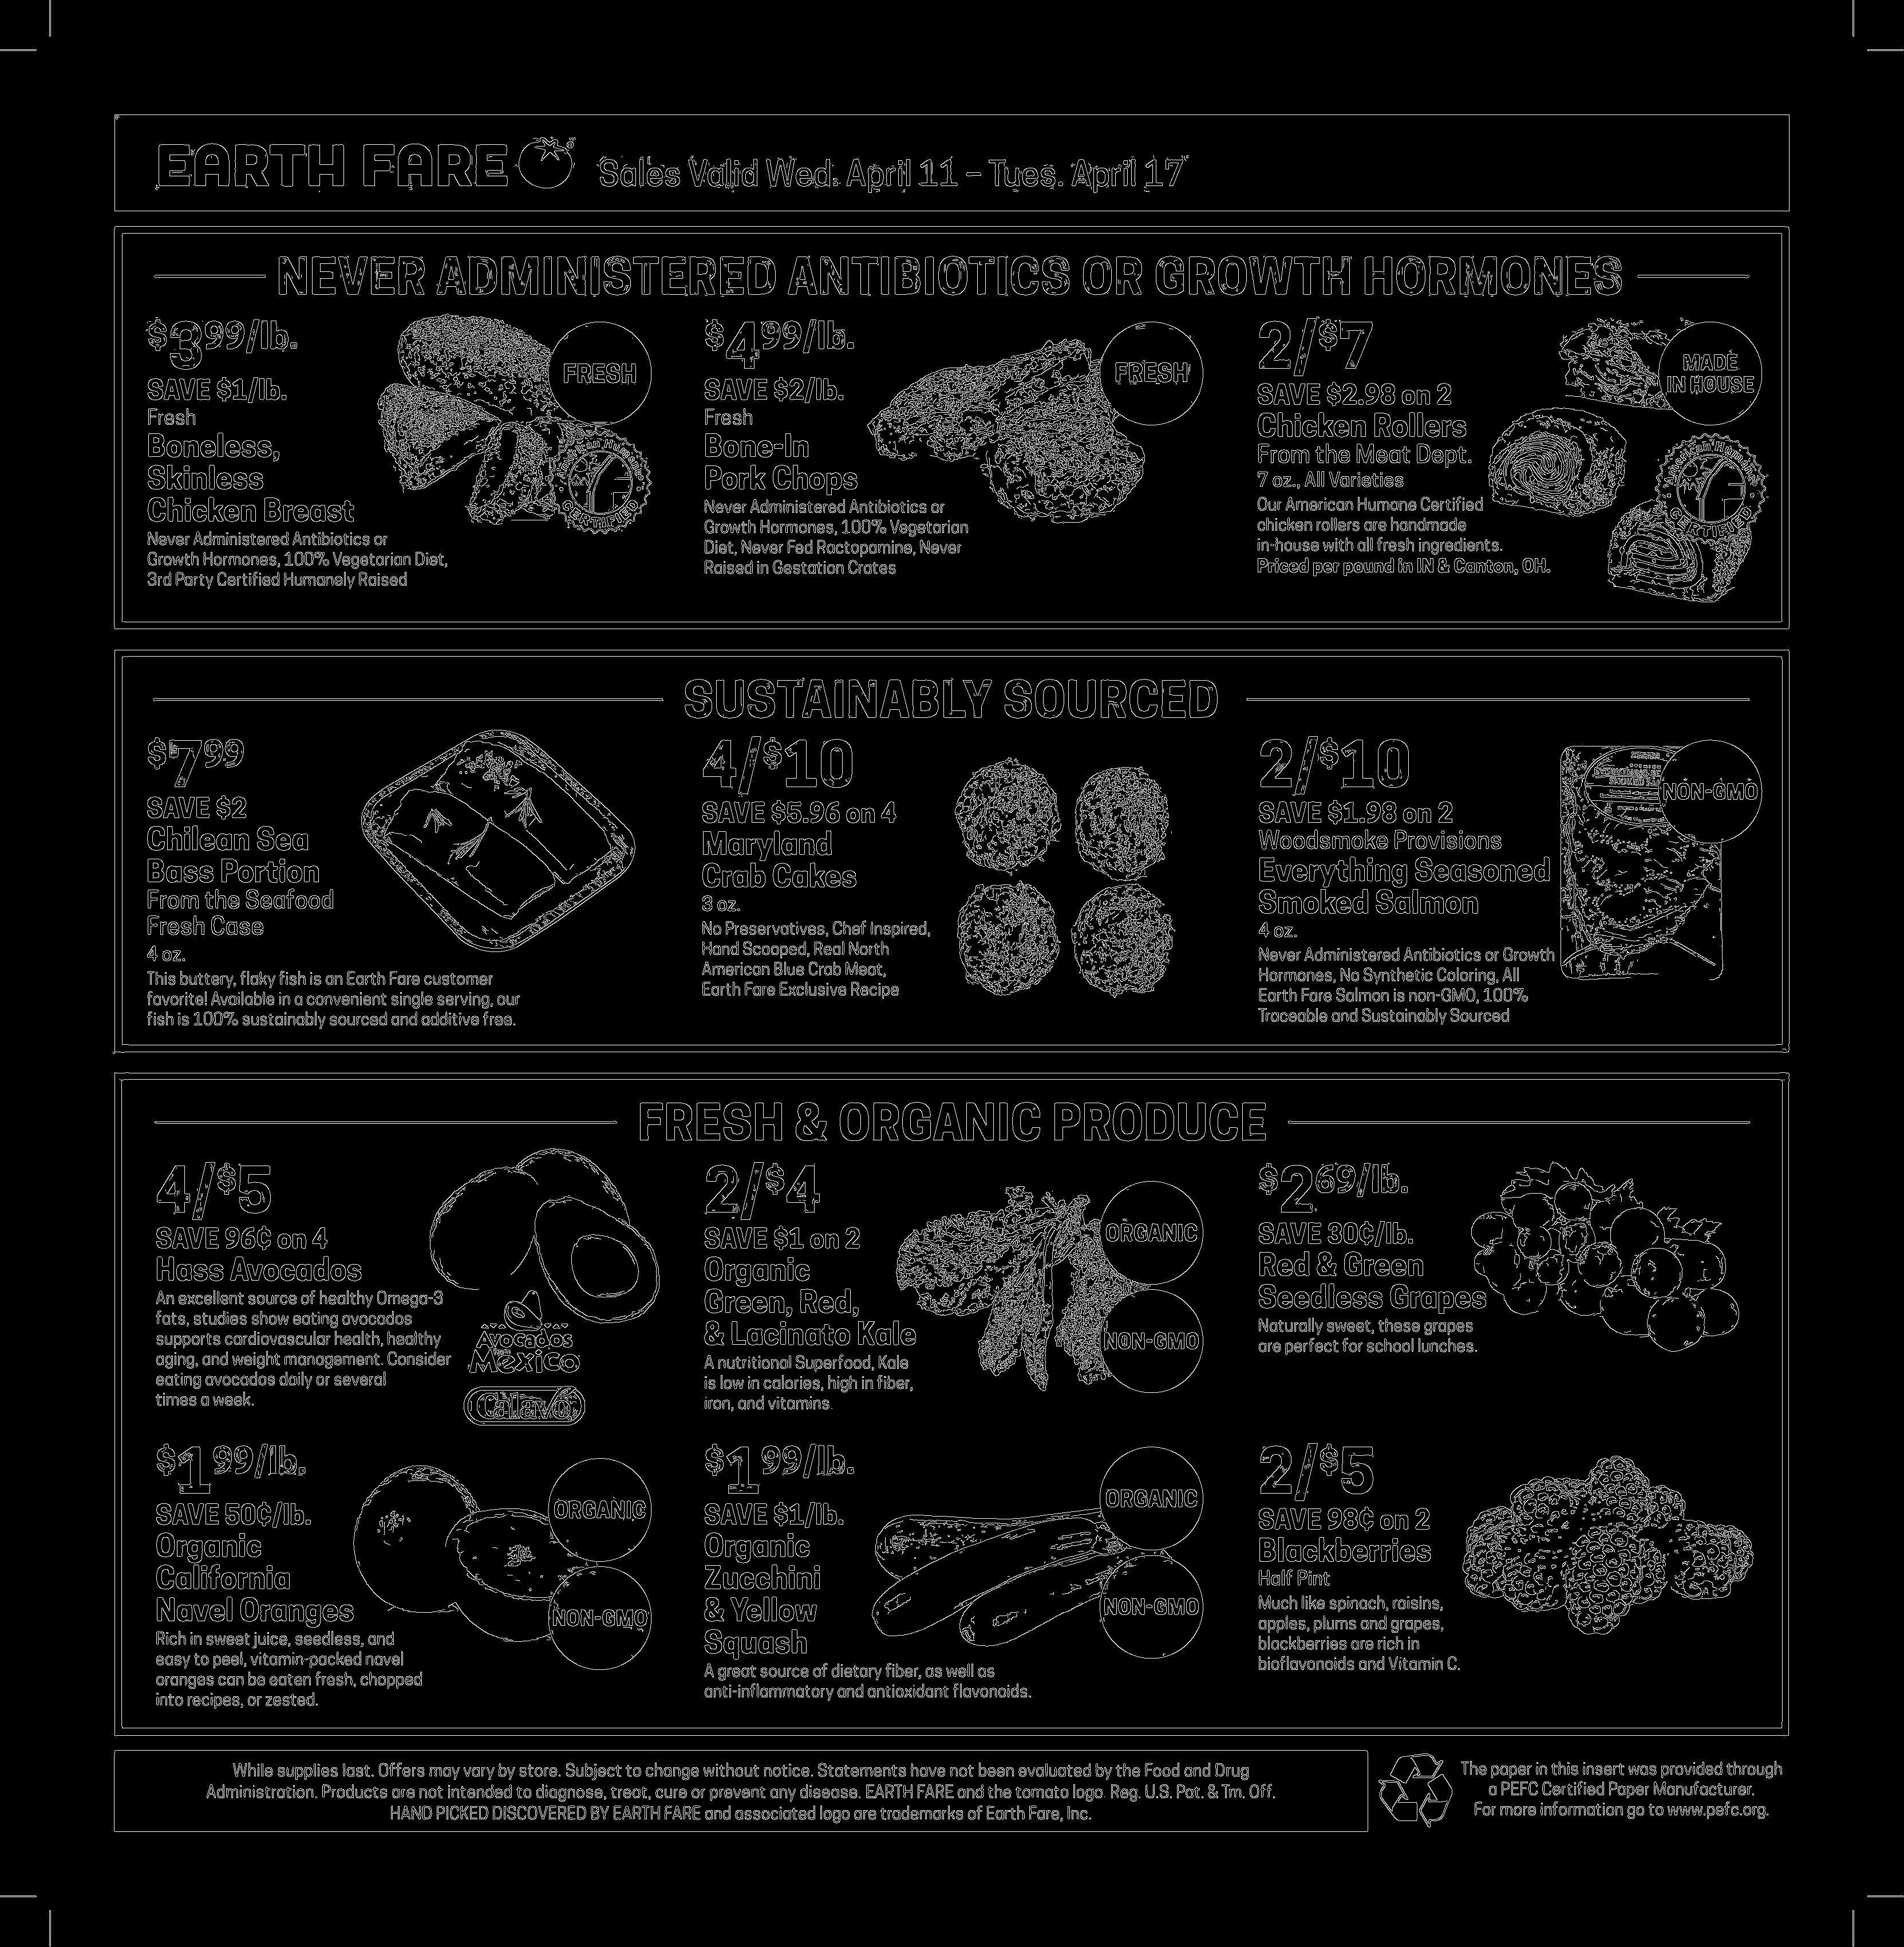 EARTH FARE Sales Valid Wed. April 11 – Tues. April 17
NEVER ADMINISTERED ANTIBIOTICS OR GROWTH HORMONES
$3.99/lb.
SAVE $1/lb.
Fresh
Boneless,
Skinless
Chicken Breast
Never Administered Antibiotics or
Growth Hormones, 100% Vegetarian Diet,
3rd Party Certified Humanely Raised
FRESH
American Humane
CERTIFIED
$4.99/lb.
SAVE $2/lb.
Fresh
Bone-In
Pork Chops
Never Administered Antibiotics or
Growth Hormones, 100% Vegetarian
Diet, Never Fed Ractopamine, Never
Raised in Gestation Crates
FRESH
2/$7
SAVE $2.98 on 2
Chicken Rollers
From the Meat Dept.
7 oz., All Varieties
Our American Humane Certified
chicken rollers are handmade
in-house with all fresh ingredients.
Priced per pound in IN & Canton, OH.
MADE
IN HOUSE
American Humane
CERTIFIED
SUSTAINABLY SOURCED
$7.99
SAVE $2
Chilean Sea
Bass Portion
From the Seafood
Fresh Case
4 oz.
This buttery, flaky fish is an Earth Fare customer
favorite! Available in a convenient single serving, our
fish is 100% sustainably sourced and additive free.
4/$10
SAVE $5.96 on 4
Maryland
Crab Cakes
3 oz.
No Preservatives, Chef Inspired,
Hand Scooped, Real North
American Blue Crab Meat,
Earth Fare Exclusive Recipe
2/$10
SAVE $1.98 on 2
Woodsmoke Provisions
Everything Seasoned
Smoked Salmon
4 oz.
Never Administered Antibiotics or Growth
Hormones, No Synthetic Coloring, All
Earth Fare Salmon is non-GMO, 100%
Traceable and Sustainably Sourced
NON-GMO
FRESH & ORGANIC PRODUCE
4/$5
SAVE 96¢ on 4
Hass Avocados
An excellent source of healthy Omega-3
fats, studies show eating avocados
supports cardiovascular health, healthy
aging, and weight management. Consider
eating avocados daily or several
times a week.
Avocados
from
Mexico
Calavo
2/$4
SAVE $1 on 2
Organic
Green, Red,
& Lacinato Kale
A nutritional Superfood, Kale
is low in calories, high in fiber,
iron, and vitamins.
ORGANIC
NON-GMO
$2.69/lb.
SAVE 30¢/lb.
Red & Green
Seedless Grapes
Naturally sweet, these grapes
are perfect for school lunches.
$1.99/lb.
SAVE 50¢/lb.
Organic
California
Navel Oranges
Rich in sweet juice, seedless, and
easy to peel, vitamin-packed navel
oranges can be eaten fresh, chopped
into recipes, or zested.
ORGANIC
NON-GMO
$1.99/lb.
SAVE $1/lb.
Organic
Zucchini
& Yellow
Squash
A great source of dietary fiber, as well as
anti-inflammatory and antioxidant flavonoids.
ORGANIC
NON-GMO
2/$5
SAVE 98¢ on 2
Blackberries
Half Pint
Much like spinach, raisins,
apples, plums and grapes,
blackberries are rich in
bioflavonoids and Vitamin C.
While supplies last. Offers may vary by store. Subject to change without notice. Statements have not been evaluated by the Food and Drug
Administration. Products are not intended to diagnose, treat, cure or prevent any disease. EARTH FARE and the tomato logo. Reg. U.S. Pat. & Tm. Off.
HAND PICKED DISCOVERED BY EARTH FARE and associated logo are trademarks of Earth Fare, Inc.
The paper in this insert was provided through
a PEFC Certified Paper Manufacturer.
For more information go to www.pefc.org.